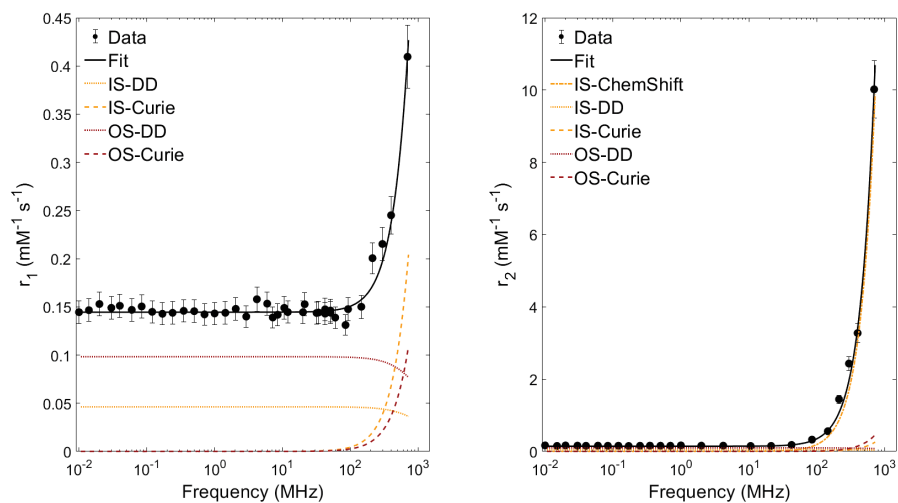 0.45
0.4
0.35
0.3
0.25
0.2
0.15
0.1
0.05
0
r₁ (mM⁻¹ s⁻¹)
Data
Fit
IS-DD
IS-Curie
OS-DD
OS-Curie
10⁻² 10⁻¹ 10⁰ 10¹ 10² 10³
Frequency (MHz)
12
10
8
6
4
2
0
r₂ (mM⁻¹ s⁻¹)
Data
Fit
IS-ChemShift
IS-DD
IS-Curie
OS-DD
OS-Curie
10⁻² 10⁻¹ 10⁰ 10¹ 10² 10³
Frequency (MHz)